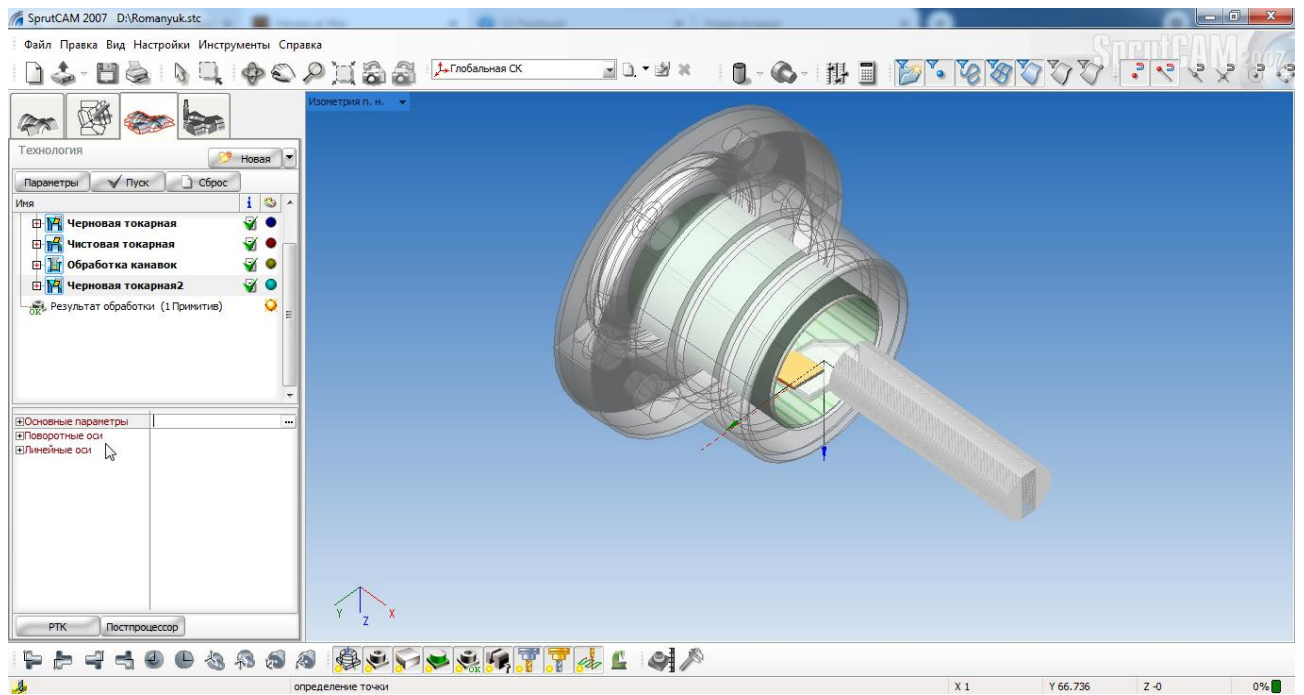 SprutCAM 2007 D:\Romanyuk.stc
Файл Правка Вид Настройки Инструменты Справка
SprutCAM 2007
Глобальная СК
Изометрия п. н.
Технология
Новая
Параметры Пуск Сброс
Имя
Черновая токарная
Чистовая токарная
Обработка канавок
Черновая токарная2
OK Результат обработки (1 Примитив)
Основные параметры
Поворотные оси
Линейные оси
Y Z X
РТК Постпроцессор
OK
определение точки X 1 Y 66.736 Z -0 0%